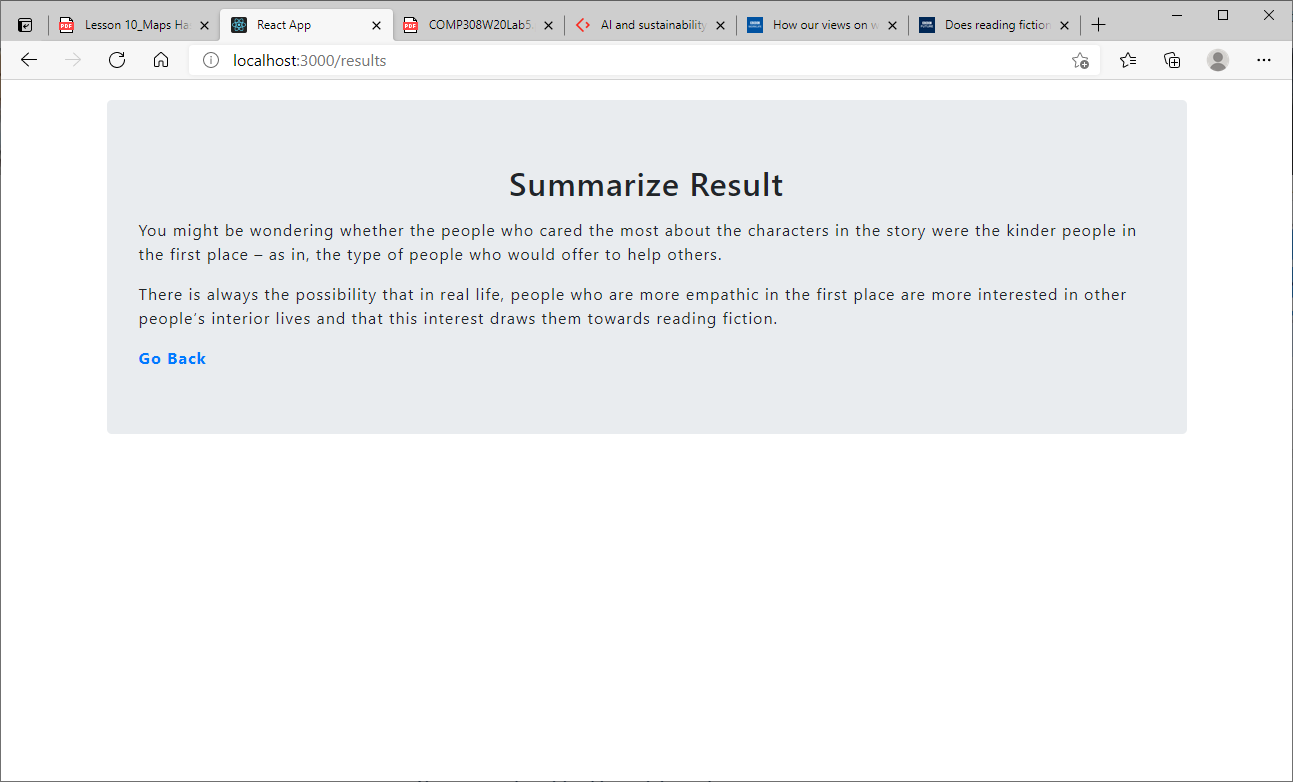 Lesson 10_Maps Ha
React App
COMP308W20Lab5
AI and sustainability
How our views on w
Does reading fiction
localhost:3000/results
Summarize Result
You might be wondering whether the people who cared the most about the characters in the story were the kinder people in
the first place – as in, the type of people who would offer to help others.
There is always the possibility that in real life, people who are more empathic in the first place are more interested in other
people’s interior lives and that this interest draws them towards reading fiction.
Go Back